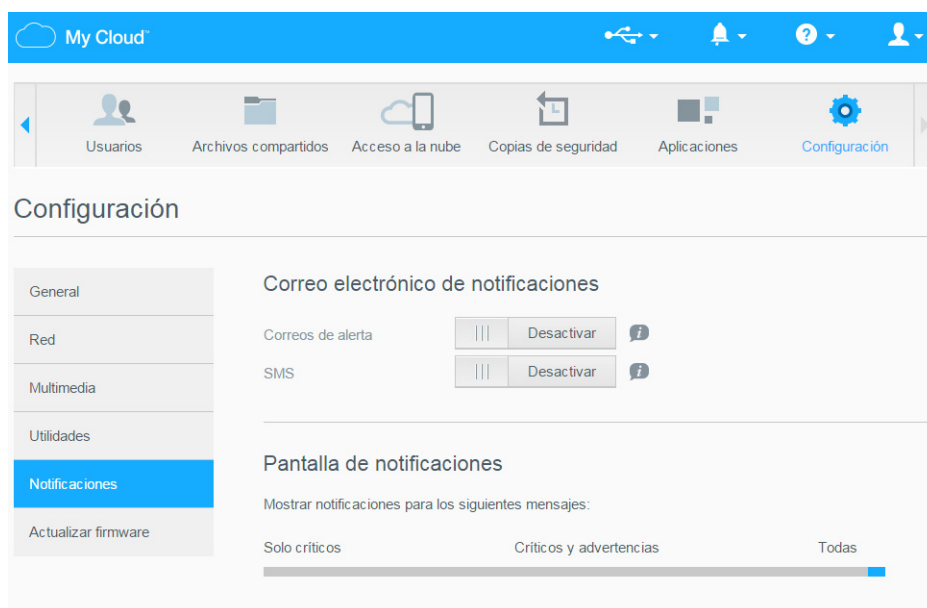 My Cloud™
Usuarios
Archivos compartidos
Acceso a la nube
Copias de seguridad
Aplicaciones
Configuración
Configuración
General
Red
Multimedia
Utilidades
Notificaciones
Actualizar firmware
Correo electrónico de notificaciones
Correos de alerta
Desactivar
SMS
Desactivar
Pantalla de notificaciones
Mostrar notificaciones para los siguientes mensajes:
Solo críticos
Críticos y advertencias
Todas